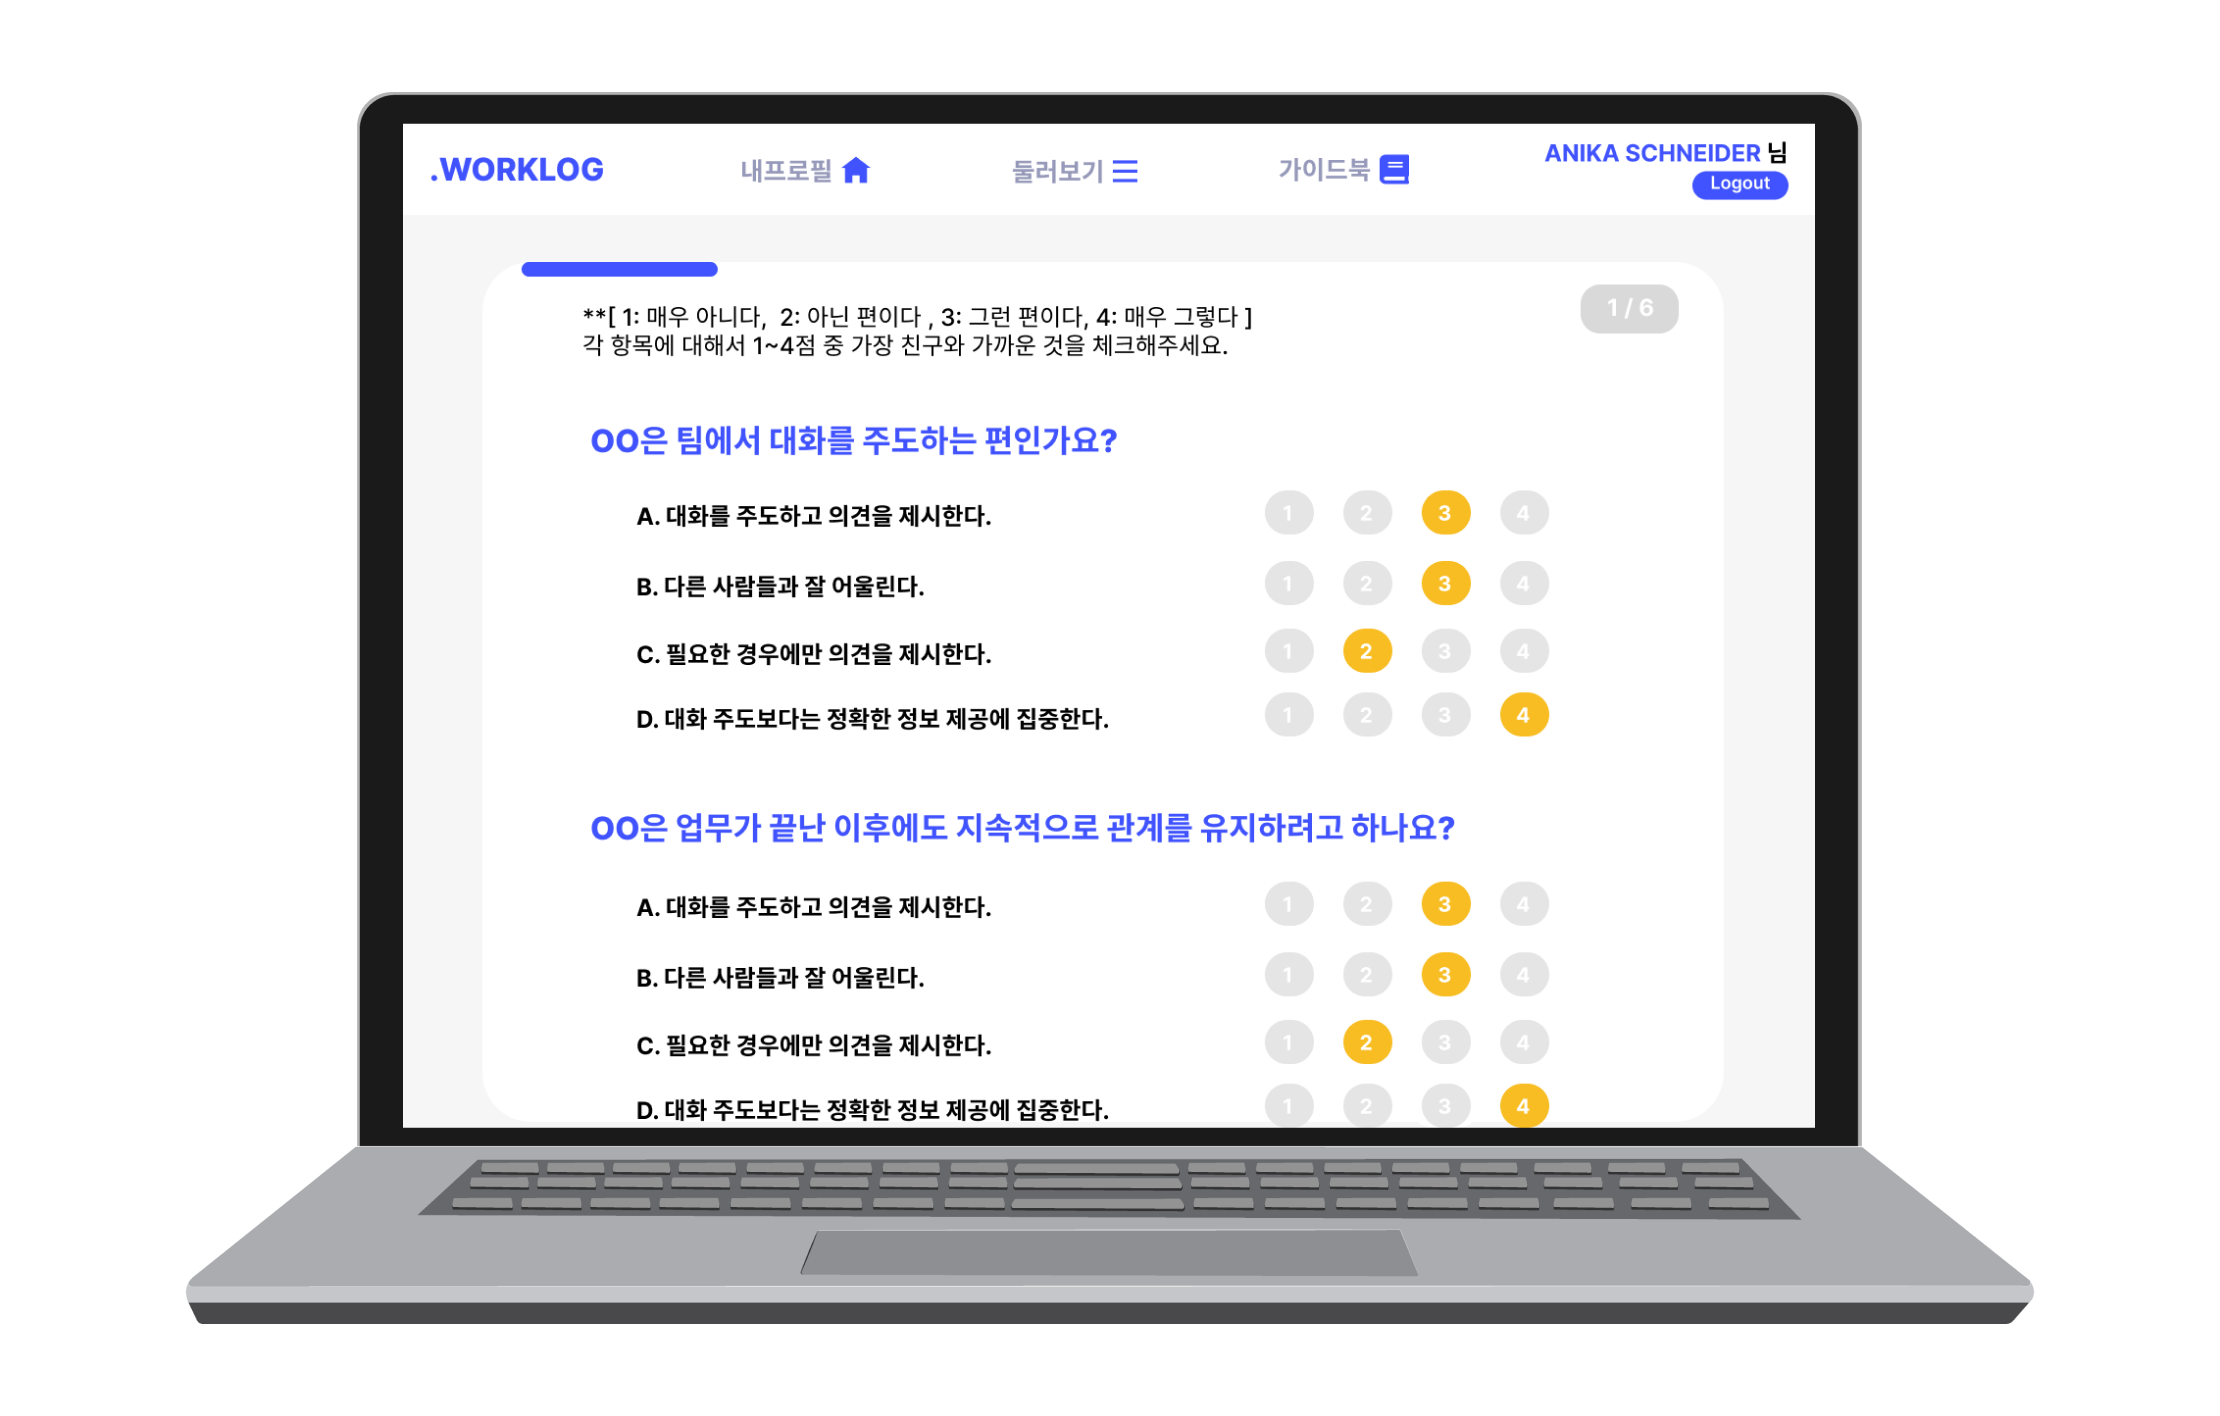 .WORKLOG
내프로필
둘러보기
가이드북
ANIKA SCHNEIDER 님
Logout
1 / 6
**[ 1: 매우 아니다,  2: 아닌 편이다 , 3: 그런 편이다, 4: 매우 그렇다 ]
각 항목에 대해서 1~4점 중 가장 친구와 가까운 것을 체크해주세요.
OO은 팀에서 대화를 주도하는 편인가요?
A. 대화를 주도하고 의견을 제시한다. 1 2 3 4
B. 다른 사람들과 잘 어울린다. 1 2 3 4
C. 필요한 경우에만 의견을 제시한다. 1 2 3 4
D. 대화 주도보다는 정확한 정보 제공에 집중한다. 1 2 3 4
OO은 업무가 끝난 이후에도 지속적으로 관계를 유지하려고 하나요?
A. 대화를 주도하고 의견을 제시한다. 1 2 3 4
B. 다른 사람들과 잘 어울린다. 1 2 3 4
C. 필요한 경우에만 의견을 제시한다. 1 2 3 4
D. 대화 주도보다는 정확한 정보 제공에 집중한다. 1 2 3 4